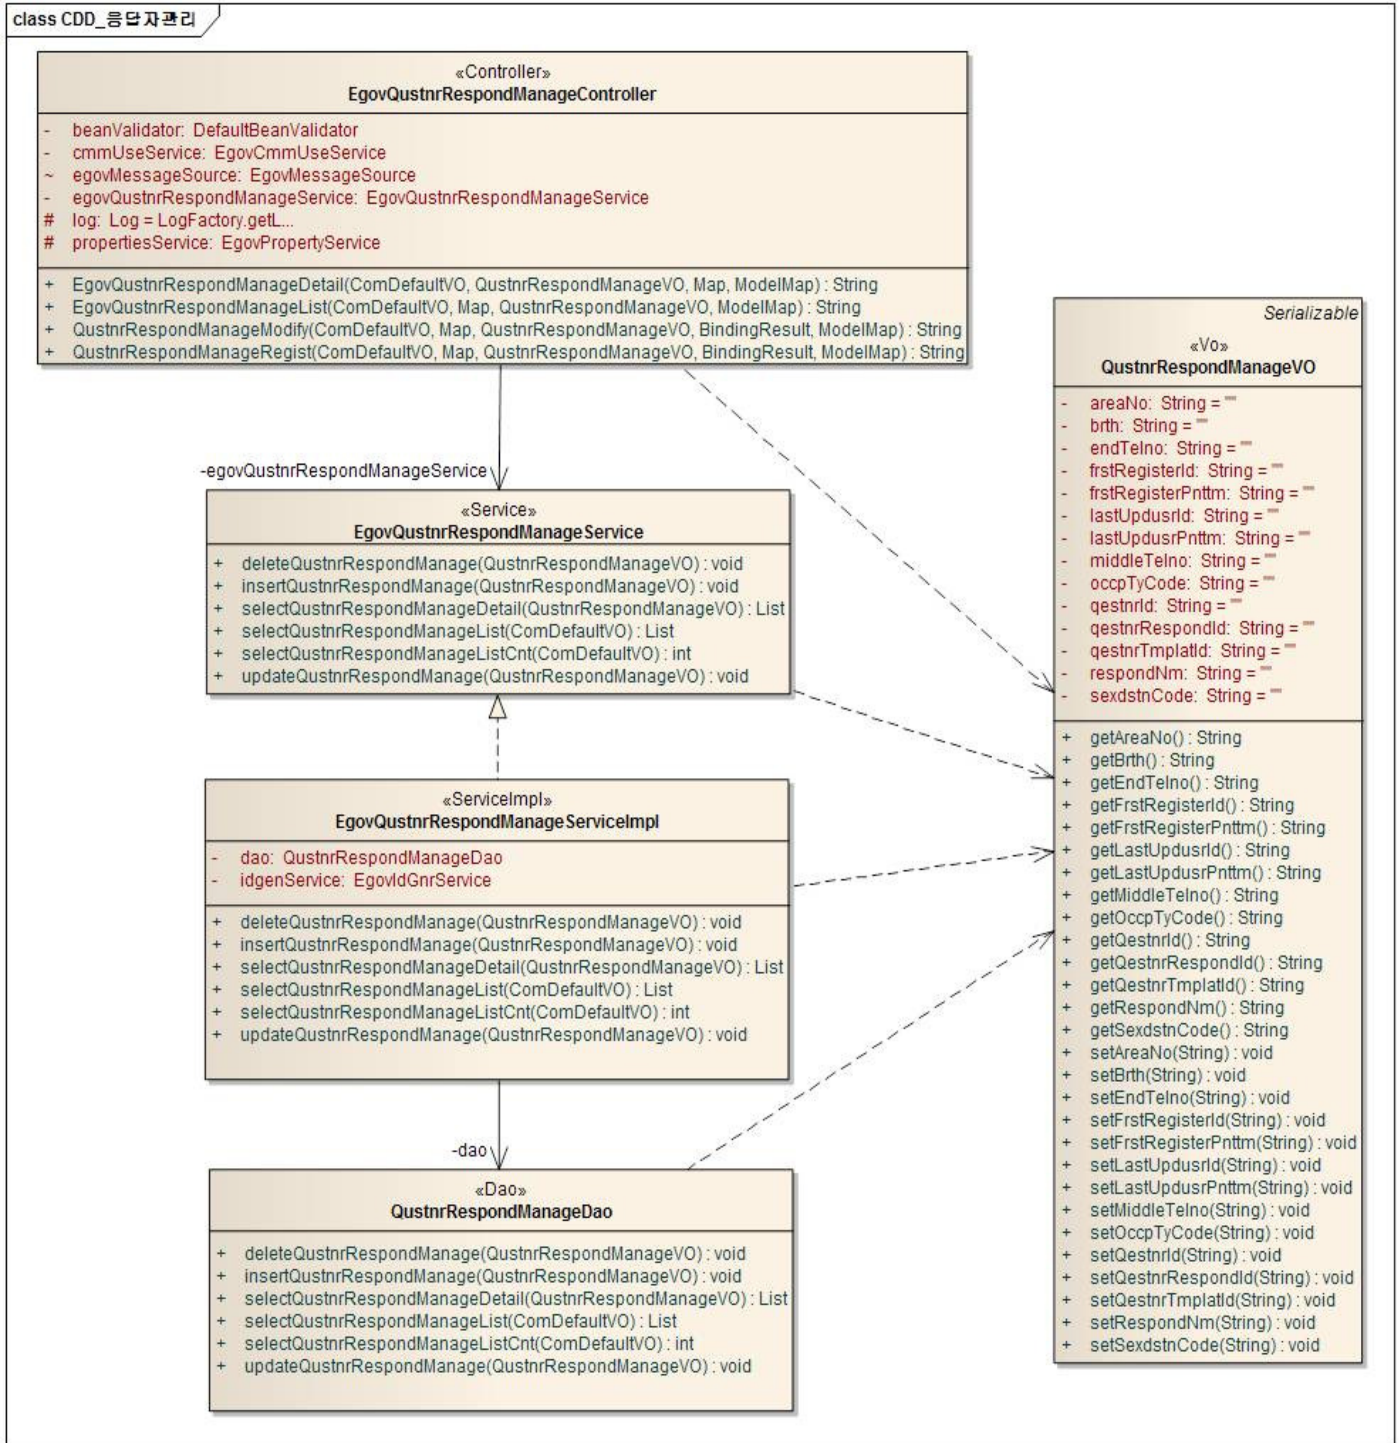 class CDD_응답자관리
«Controller»
EgovQustnrRespondManageController
- beanValidator: DefaultBeanValidator
- cmmUseService: EgovCmmUseService
~ egovMessageSource: EgovMessageSource
- egovQustnrRespondManageService: EgovQustnrRespondManageService
# log: Log = LogFactory.getL...
# propertiesService: EgovPropertyService
+ EgovQustnrRespondManageDetail(ComDefaultVO, QustnrRespondManageVO, Map, ModelMap) : String
+ EgovQustnrRespondManageList(ComDefaultVO, Map, QustnrRespondManageVO, ModelMap) : String
+ QustnrRespondManageModify(ComDefaultVO, Map, QustnrRespondManageVO, BindingResult, ModelMap) : String
+ QustnrRespondManageRegist(ComDefaultVO, Map, QustnrRespondManageVO, BindingResult, ModelMap) : String
-egovQustnrRespondManageService
«Service»
EgovQustnrRespondManageService
+ deleteQustnrRespondManage(QustnrRespondManageVO) : void
+ insertQustnrRespondManage(QustnrRespondManageVO) : void
+ selectQustnrRespondManageDetail(QustnrRespondManageVO) : List
+ selectQustnrRespondManageList(ComDefaultVO) : List
+ selectQustnrRespondManageListCnt(ComDefaultVO) : int
+ updateQustnrRespondManage(QustnrRespondManageVO) : void
«ServiceImpl»
EgovQustnrRespondManageServiceImpl
- dao: QustnrRespondManageDao
- idgenService: EgovIdGnrService
+ deleteQustnrRespondManage(QustnrRespondManageVO) : void
+ insertQustnrRespondManage(QustnrRespondManageVO) : void
+ selectQustnrRespondManageDetail(QustnrRespondManageVO) : List
+ selectQustnrRespondManageList(ComDefaultVO) : List
+ selectQustnrRespondManageListCnt(ComDefaultVO) : int
+ updateQustnrRespondManage(QustnrRespondManageVO) : void
-dao
«Dao»
QustnrRespondManageDao
+ deleteQustnrRespondManage(QustnrRespondManageVO) : void
+ insertQustnrRespondManage(QustnrRespondManageVO) : void
+ selectQustnrRespondManageDetail(QustnrRespondManageVO) : List
+ selectQustnrRespondManageList(ComDefaultVO) : List
+ selectQustnrRespondManageListCnt(ComDefaultVO) : int
+ updateQustnrRespondManage(QustnrRespondManageVO) : void
Serializable
«Vo»
QustnrRespondManageVO
- areaNo: String = ""
- brth: String = ""
- endTelno: String = ""
- frstRegisterId: String = ""
- frstRegisterPnttm: String = ""
- lastUpdusrId: String = ""
- lastUpdusrPnttm: String = ""
- middleTelno: String = ""
- occpTyCode: String = ""
- qestnrId: String = ""
- qestnrRespondId: String = ""
- qestnrTmplatId: String = ""
- respondNm: String = ""
- sexdstnCode: String = ""
+ getAreaNo() : String
+ getBrth() : String
+ getEndTelno() : String
+ getFrstRegisterId() : String
+ getFrstRegisterPnttm() : String
+ getLastUpdusrId() : String
+ getLastUpdusrPnttm() : String
+ getMiddleTelno() : String
+ getOccpTyCode() : String
+ getQestnrId() : String
+ getQestnrRespondId() : String
+ getQestnrTmplatId() : String
+ getRespondNm() : String
+ getSexdstnCode() : String
+ setAreaNo(String) : void
+ setBrth(String) : void
+ setEndTelno(String) : void
+ setFrstRegisterId(String) : void
+ setFrstRegisterPnttm(String) : void
+ setLastUpdusrId(String) : void
+ setLastUpdusrPnttm(String) : void
+ setMiddleTelno(String) : void
+ setOccpTyCode(String) : void
+ setQestnrId(String) : void
+ setQestnrRespondId(String) : void
+ setQestnrTmplatId(String) : void
+ setRespondNm(String) : void
+ setSexdstnCode(String) : void